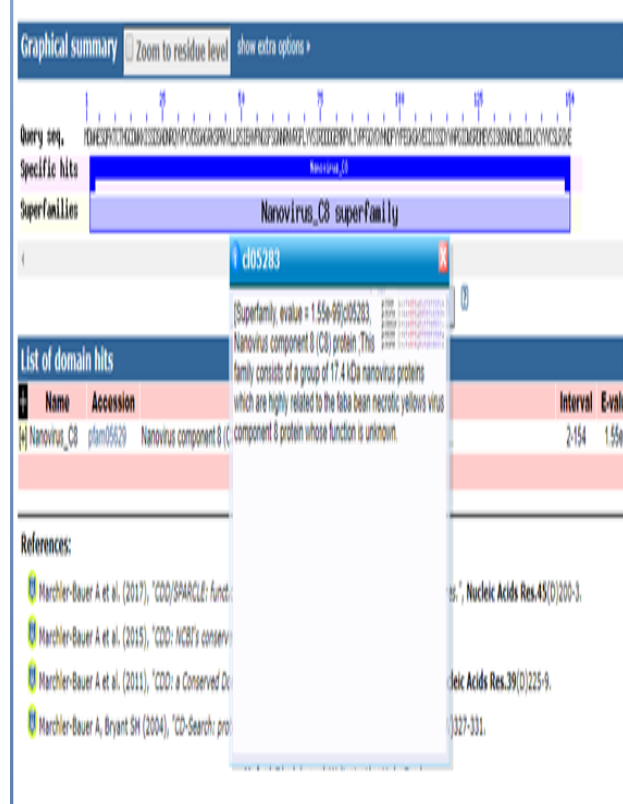 Graphical summary Zoom to residue level show extra options »
1 25 50 75 100 125 154
Query seq.
Specific hits Nanovirus_C8
Superfamilies Nanovirus_C8 superfamily
cl05283
[Superfamily, evalue = 1.55e-99]cl05283,
Nanovirus component 8 (C8) protein ;This
family consists of a group of 17.4 kDa nanovirus proteins
which are highly related to the faba bean necrotic yellows virus
component 8 protein whose function is unknown.
List of domain hits
Name Accession Interval E-val
[+] Nanovirus_C8 pfam05629 Nanovirus component 8 (C 2-154 1.55e
References:
Marchler-Bauer A et al. (2017), "CDD/SPARCLE: funct es.", Nucleic Acids Res.45(D)200-3.
Marchler-Bauer A et al. (2015), "CDD: NCBI's conserv
Marchler-Bauer A et al. (2011), "CDD: a Conserved Do cleic Acids Res.39(D)225-9.
Marchler-Bauer A, Bryant SH (2004), "CD-Search: pro )327-331.